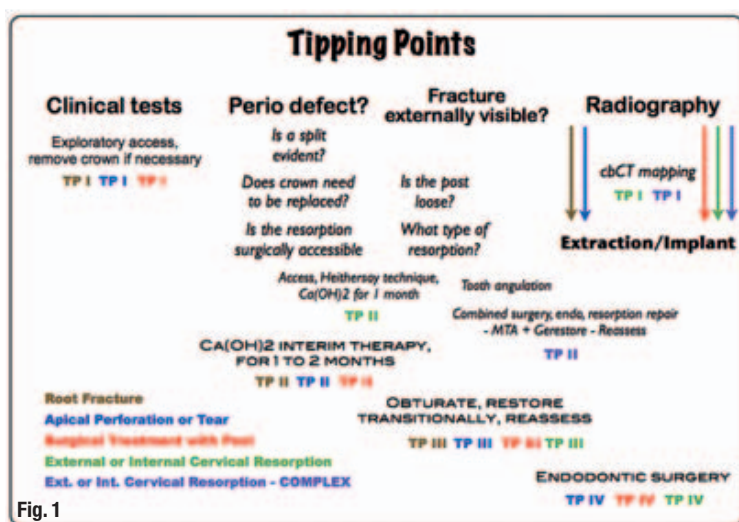 Tipping Points
Clinical tests
Exploratory access,
remove crown if necessary
TP I TP I TP I
Perio defect?
Is a split
evident?
Does crown need
to be replaced?
Is the resorption
surgically accessible
Fracture
externally visible?
Is the post
loose?
What type of
resorption?
Radiography
cbCT mapping
TP I TP I
Extraction/Implant
Access, Heithersay technique,
Ca(OH)2 for 1 month
TP II
Tooth angulation
Combined surgery, endo, resorption repair
- MTA + Gerestore - Reassess
TP II
CA(OH)2 INTERIM THERAPY,
FOR 1 TO 2 MONTHS
TP II TP II TP II
OBTURATE, RESTORE
TRANSITIONALLY, REASSESS
TP III TP III TP III TP III
ENDODONTIC SURGERY
TP IV TP IV TP IV
Root Fracture
Apical Perforation or Tear
Surgical Treatment with Post
External or Internal Cervical Resorption
Ext. or Int. Cervical Resorption - COMPLEX
Fig. 1